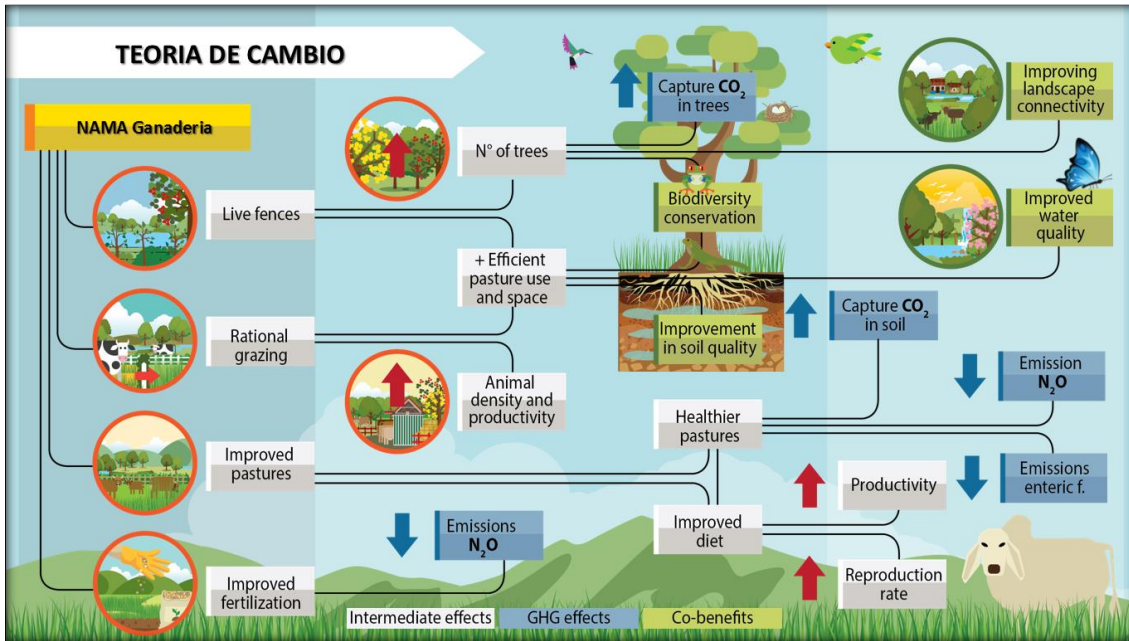 TEORIA DE CAMBIO
NAMA Ganaderia
Live fences
Rational
grazing
Improved
pastures
Improved
fertilization
N° of trees
+ Efficient
pasture use
and space
Animal
density and
productivity
Emissions
N₂O
Capture CO₂
in trees
Biodiversity
conservation
Improvement
in soil quality
Healthier
pastures
Improved
diet
Improving
landscape
connectivity
Improved
water
quality
Capture CO₂
in soil
Emission
N₂O
Emissions
enteric f.
Productivity
Reproduction
rate
Intermediate effects
GHG effects
Co-benefits